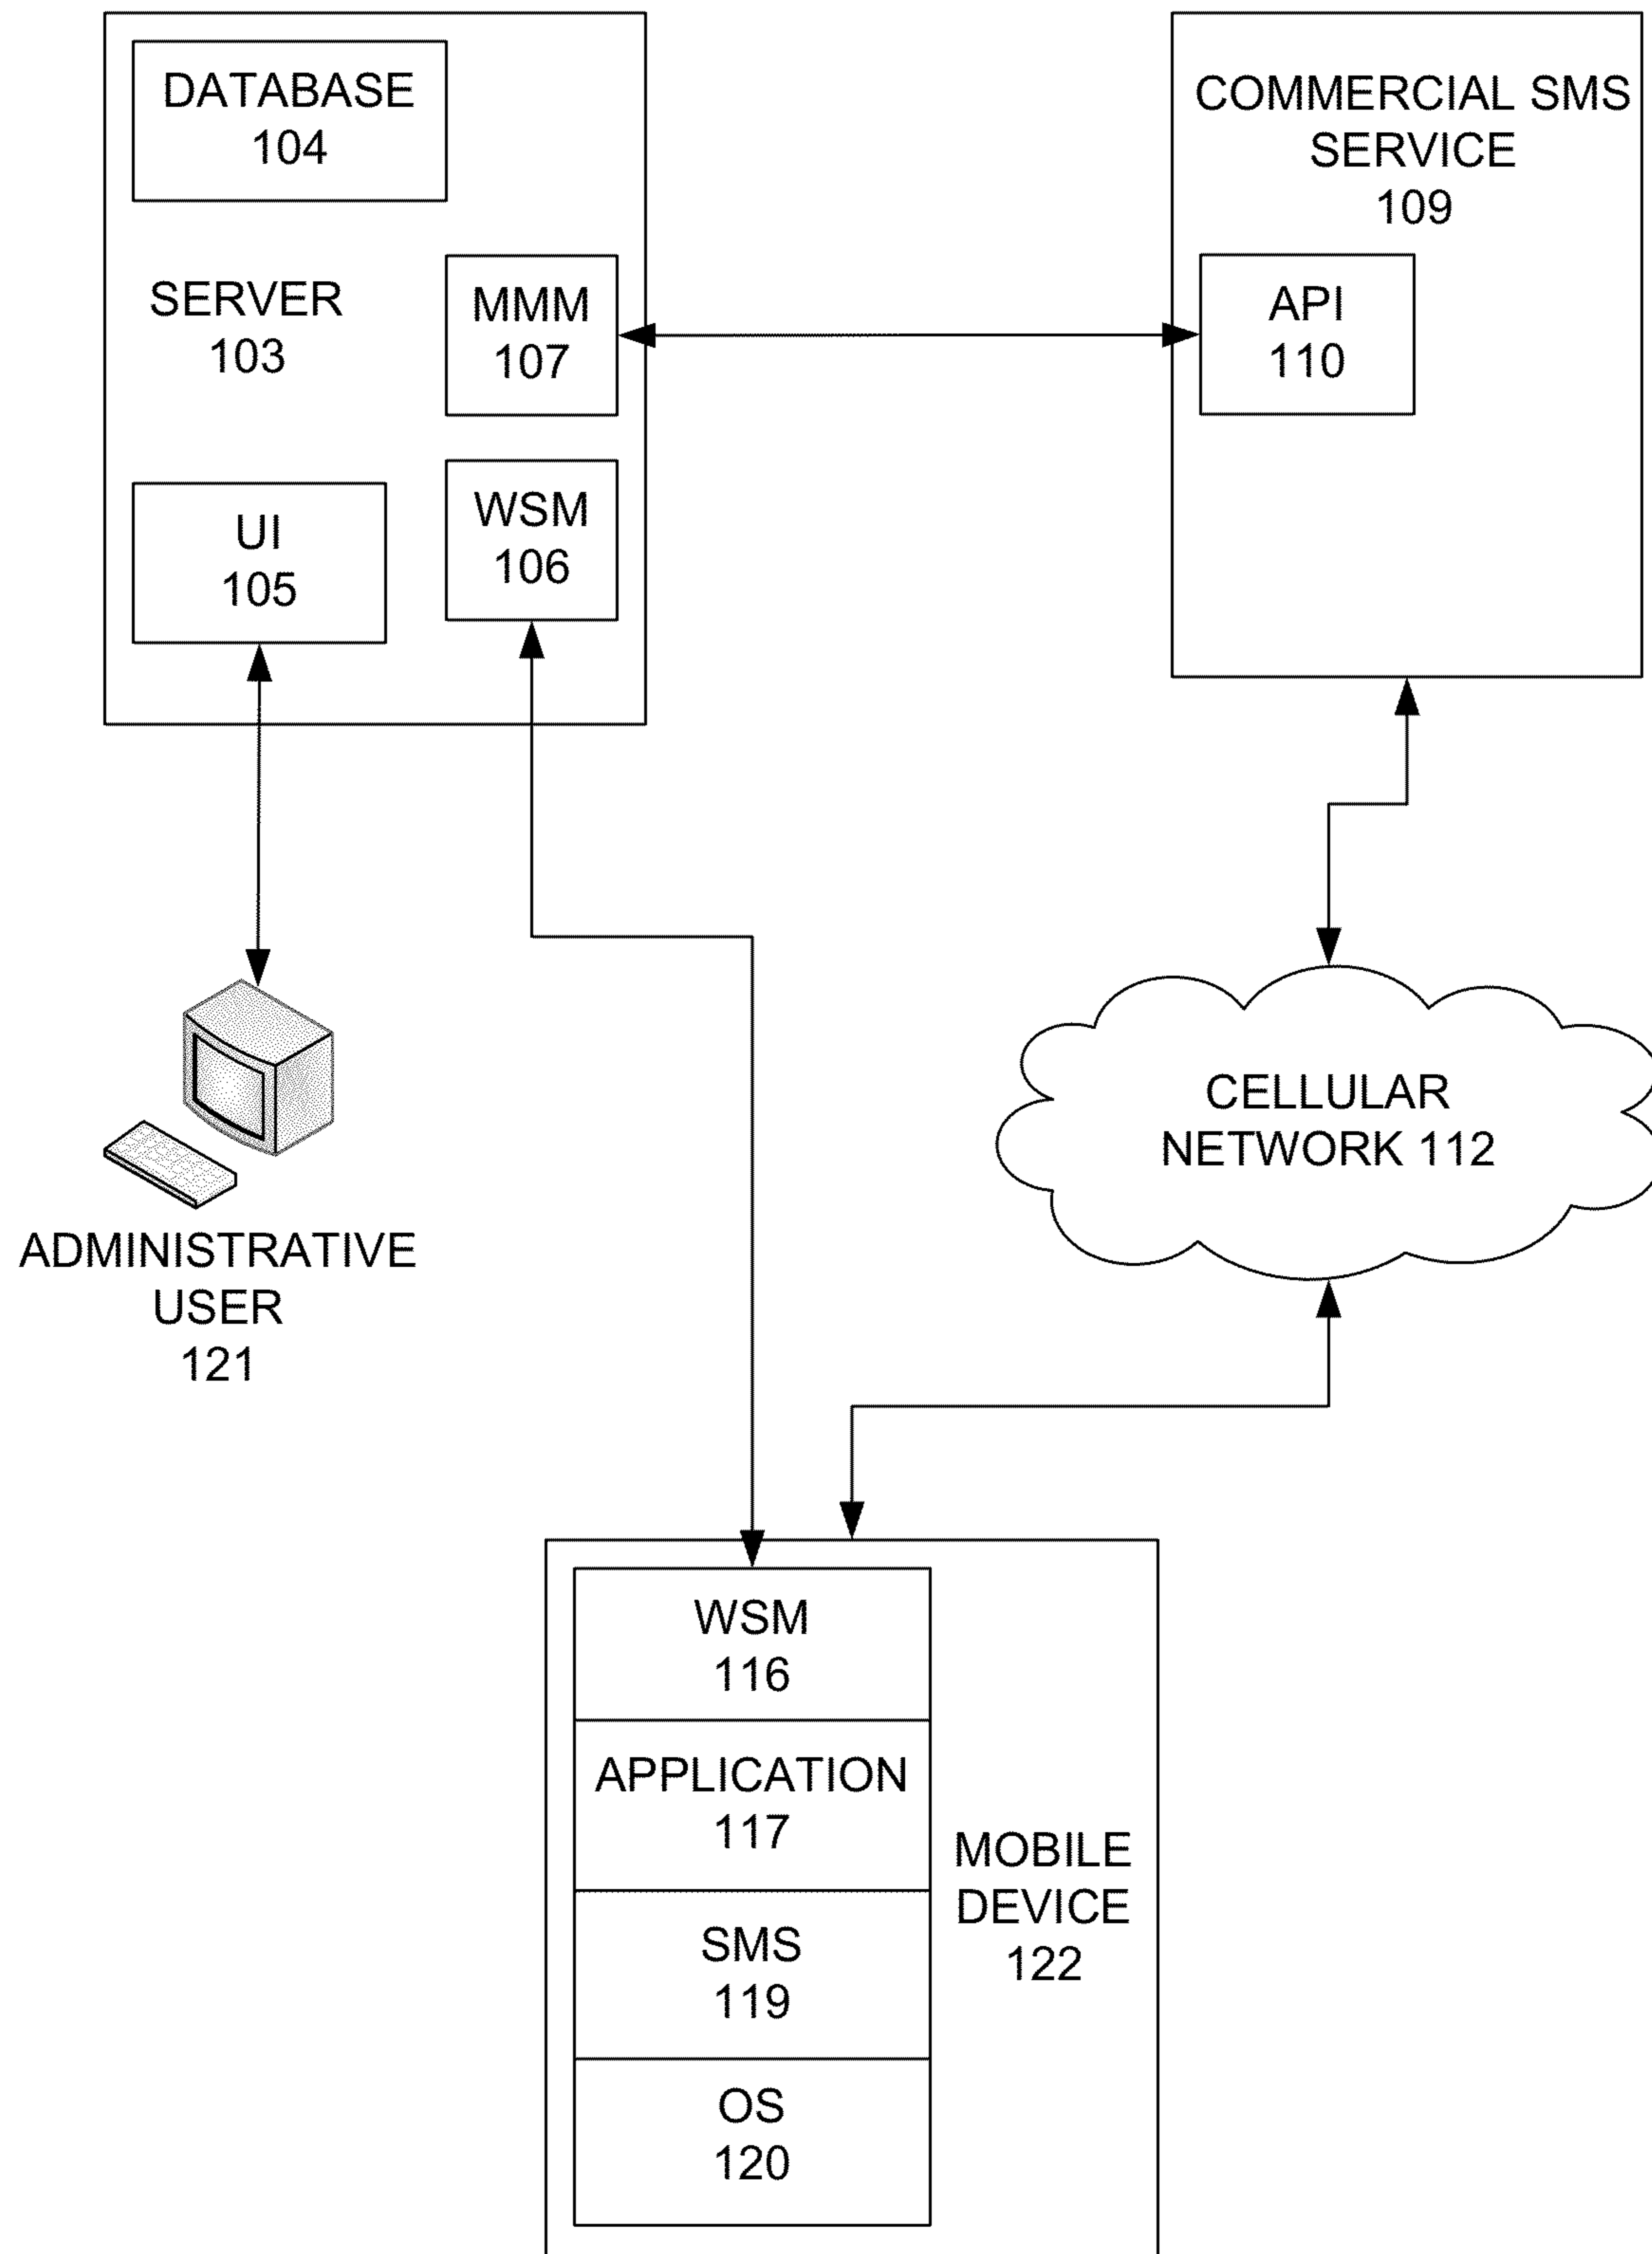 DATABASE
104
SERVER
103
MMM
107
UI
105
WSM
106
COMMERCIAL SMS
SERVICE
109
API
110
ADMINISTRATIVE
USER
121
CELLULAR
NETWORK 112
WSM
116
APPLICATION
117
SMS
119
OS
120
MOBILE
DEVICE
122